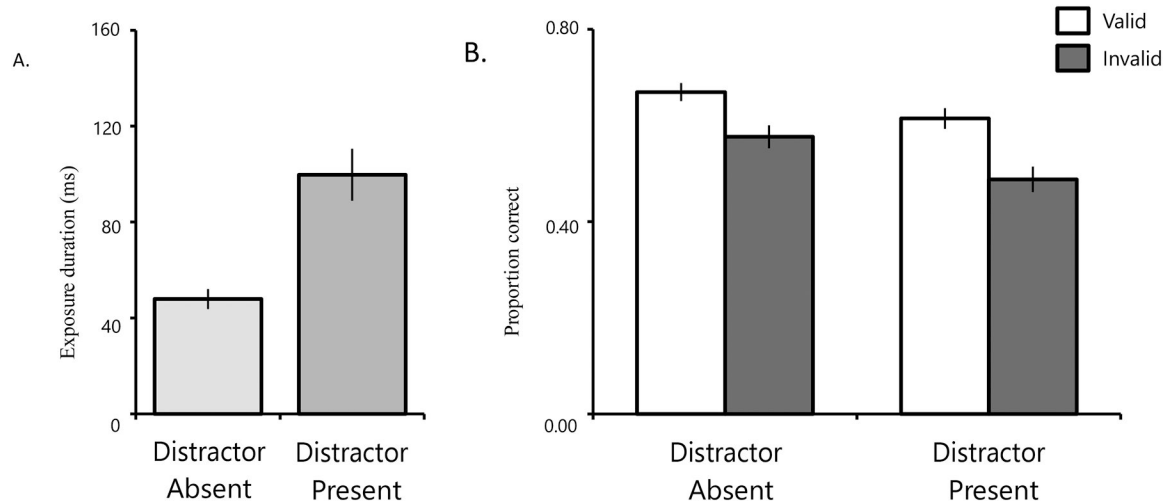 A.
160
120
80
40
0
Exposure duration (ms)
Distractor
Absent
Distractor
Present
B.
0.80
0.40
0.00
Proportion correct
Valid
Invalid
Distractor
Absent
Distractor
Present